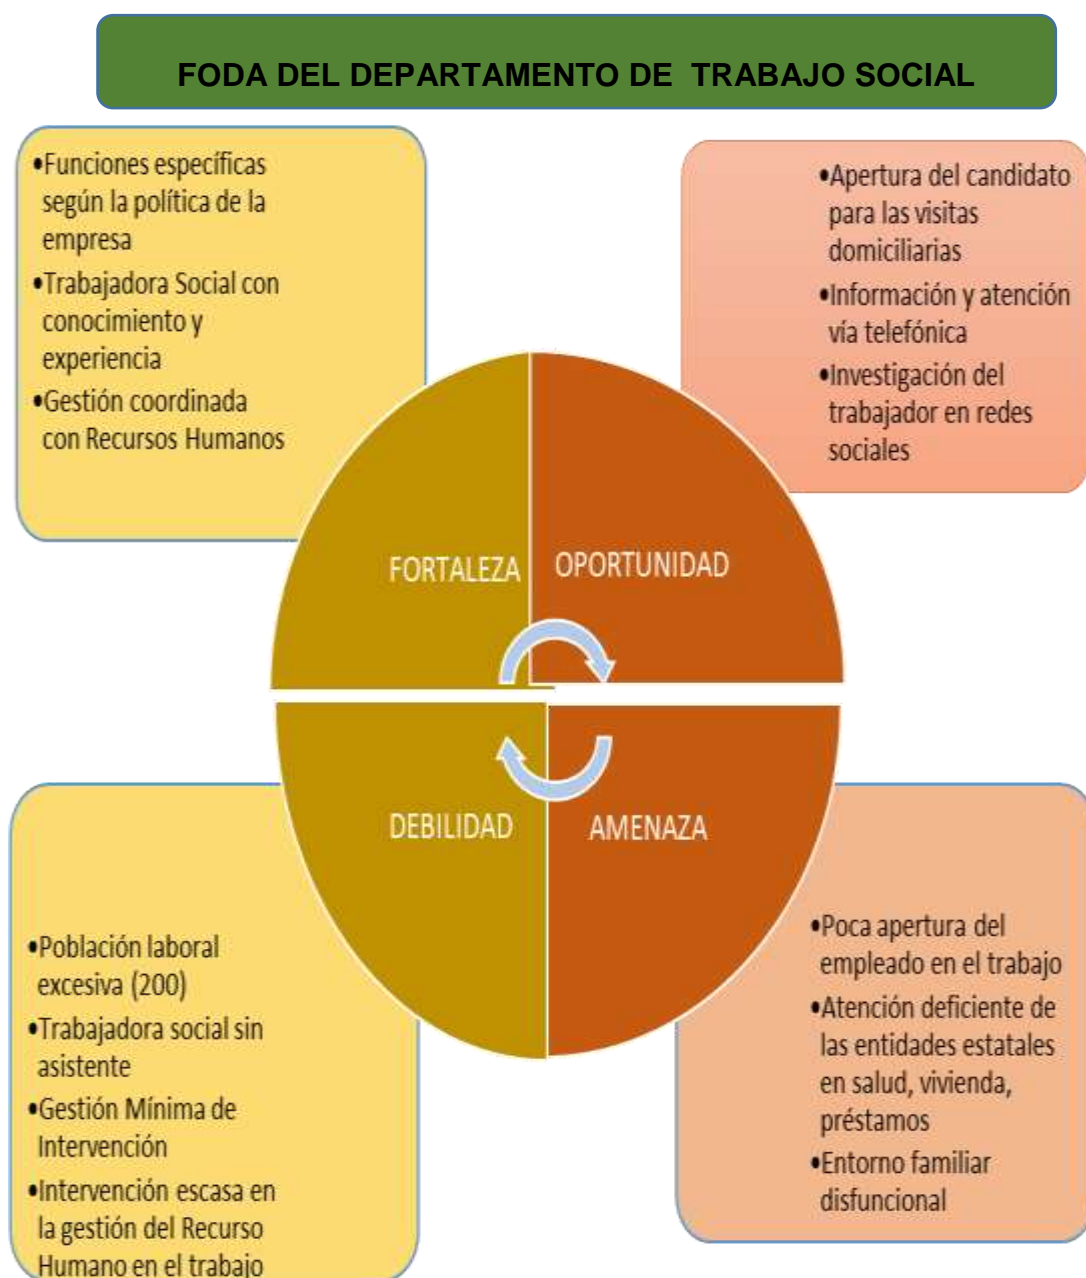 FODA DEL DEPARTAMENTO DE TRABAJO SOCIAL
•Funciones específicas
según la política de la
empresa
•Trabajadora Social con
conocimiento y
experiencia
•Gestión coordinada
con Recursos Humanos
•Apertura del candidato
para las visitas
domiciliarias
•Información y atención
vía telefónica
•Investigación del
trabajador en redes
sociales
FORTALEZA
OPORTUNIDAD
DEBILIDAD
AMENAZA
•Población laboral
excesiva (200)
•Trabajadora social sin
asistente
•Gestión Mínima de
Intervención
•Intervención escasa en
la gestión del Recurso
Humano en el trabajo
•Poca apertura del
empleado en el trabajo
•Atención deficiente de
las entidades estatales
en salud, vivienda,
préstamos
•Entorno familiar
disfuncional